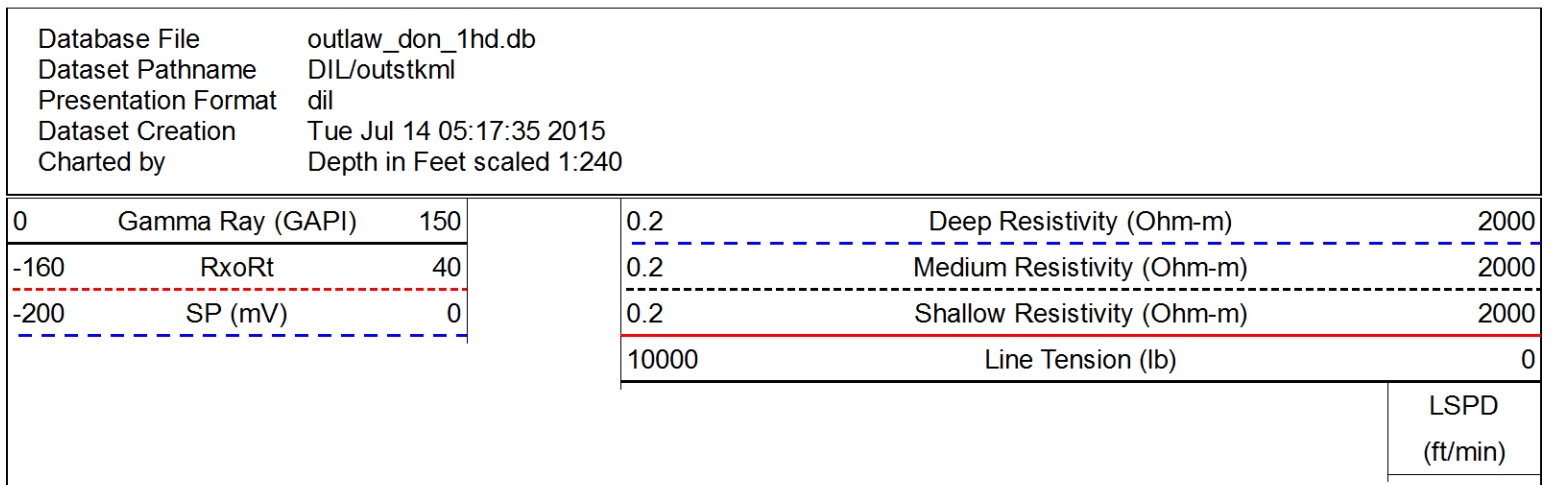 Database File outlaw_don_1hd.db
Dataset Pathname DIL/outstkml
Presentation Format dil
Dataset Creation Tue Jul 14 05:17:35 2015
Charted by Depth in Feet scaled 1:240
0 Gamma Ray (GAPI) 150
-160 RxoRt 40
-200 SP (mV) 0
0.2 Deep Resistivity (Ohm-m) 2000
0.2 Medium Resistivity (Ohm-m) 2000
0.2 Shallow Resistivity (Ohm-m) 2000
10000 Line Tension (lb) 0
LSPD
(ft/min)